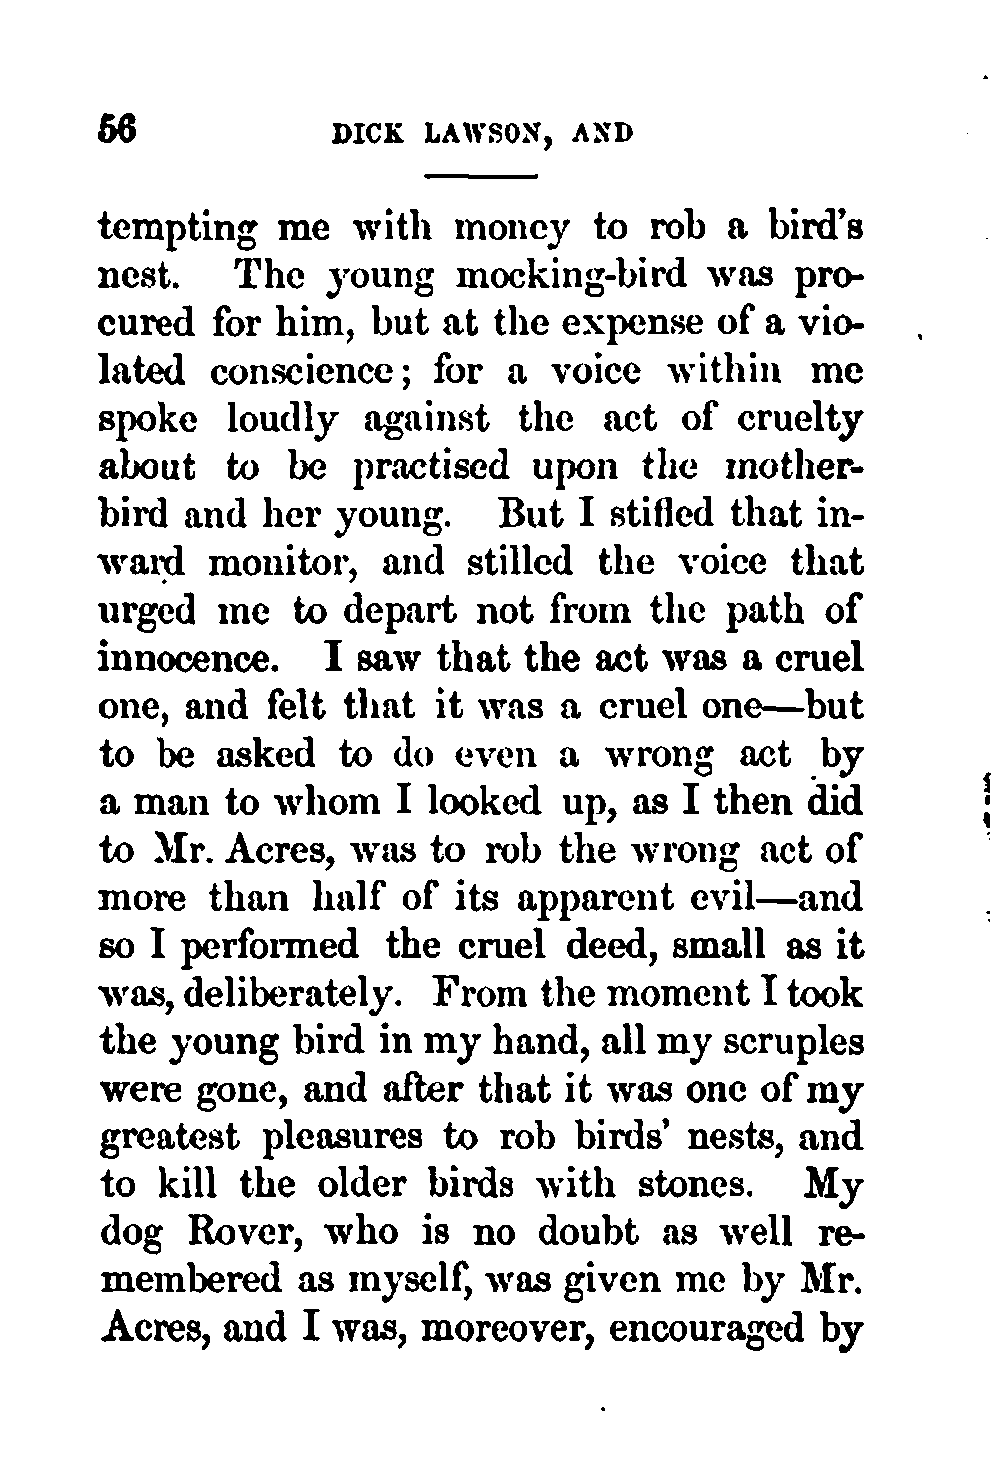 56 DICK LAWSON, AND
tempting me with money to rob a bird's
nest. The young mocking-bird was pro-
cured for him, but at the expense of a vio-
lated conscience; for a voice within me
spoke loudly against the act of cruelty
about to be practised upon the mother-
bird and her young. But I stifled that in-
ward monitor, and stilled the voice that
urged me to depart not from the path of
innocence. I saw that the act was a cruel
one, and felt that it was a cruel one—but
to be asked to do even a wrong act by
a man to whom I looked up, as I then did
to Mr. Acres, was to rob the wrong act of
more than half of its apparent evil—and
so I performed the cruel deed, small as it
was, deliberately. From the moment I took
the young bird in my hand, all my scruples
were gone, and after that it was one of my
greatest pleasures to rob birds' nests, and
to kill the older birds with stones. My
dog Rover, who is no doubt as well re-
membered as myself, was given me by Mr.
Acres, and I was, moreover, encouraged by